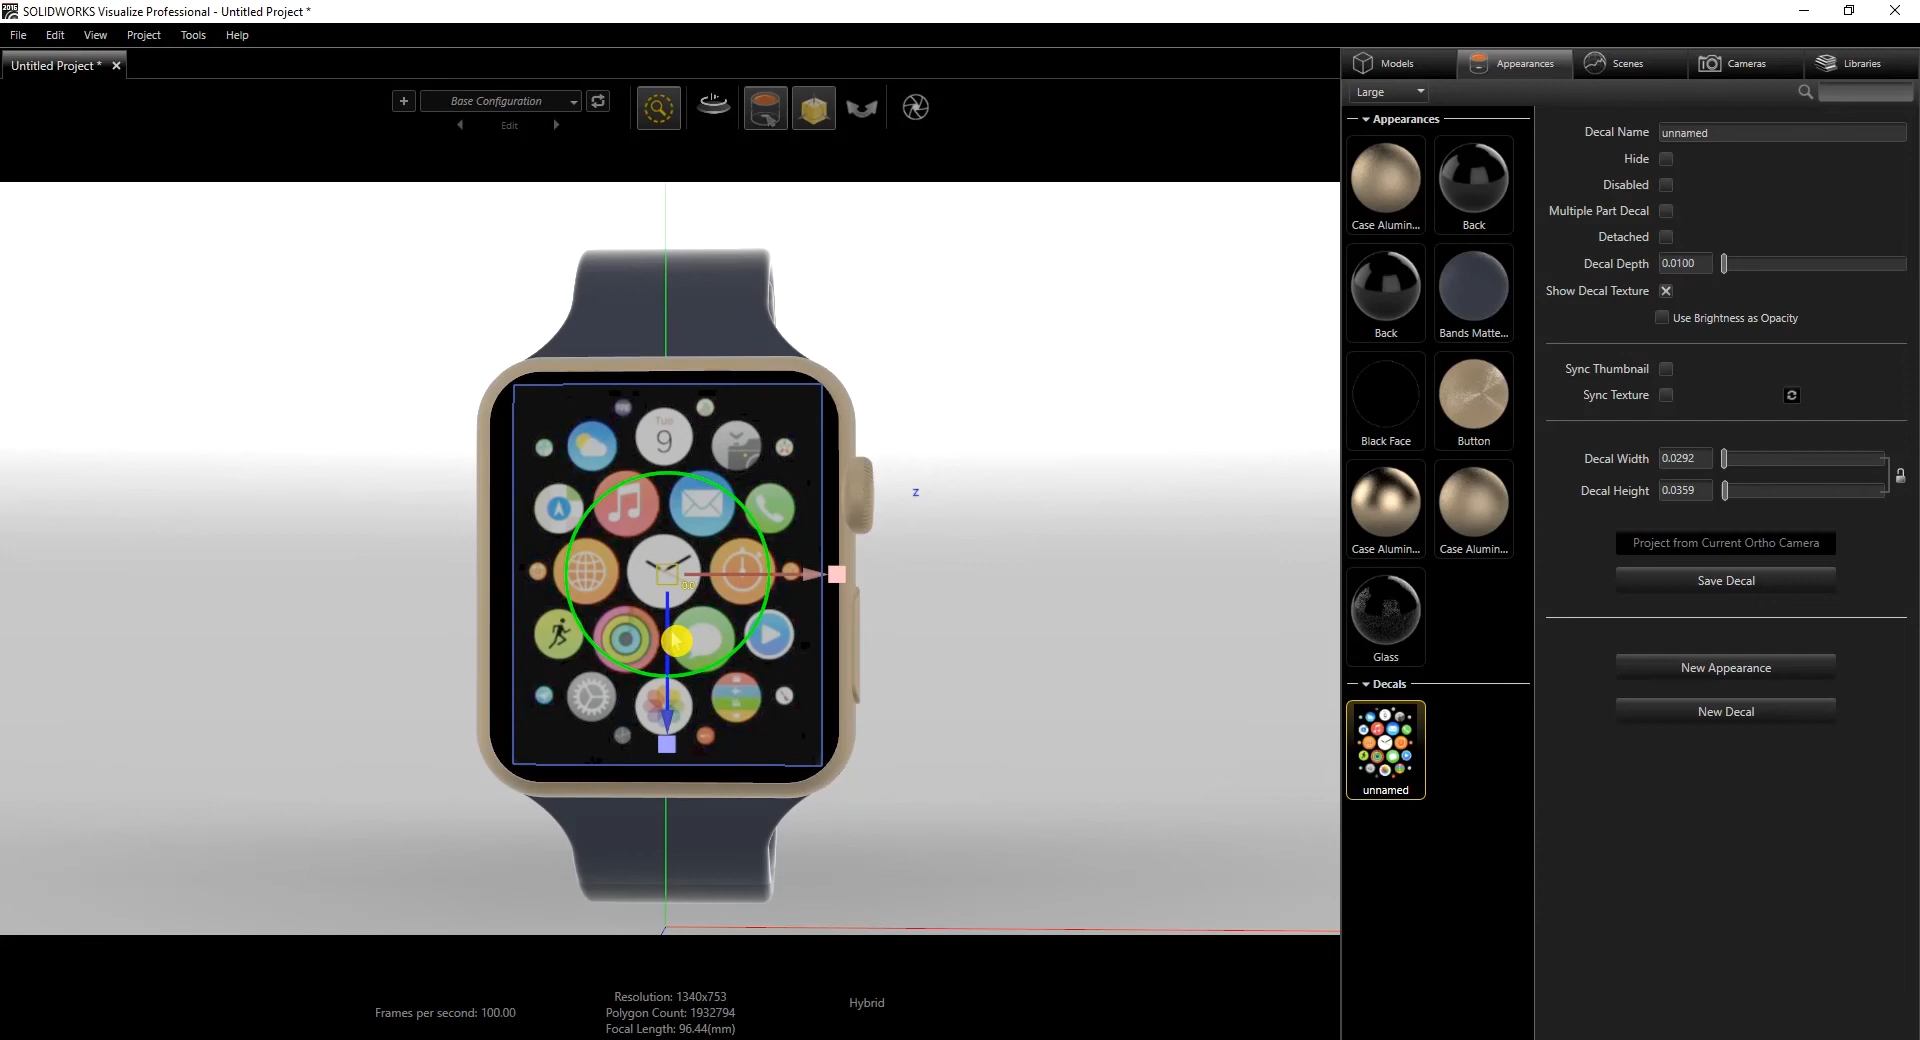 SOLIDWORKS Visualize Professional - Untitled Project *
File Edit View Project Tools Help
Untitled Project *
Base Configuration
Edit
Models
Appearances
Scenes
Cameras
Libraries
Large
Appearances
Case Alumin...
Back
Back
Bands Matte...
Black Face
Button
Case Alumin...
Case Alumin...
Glass
Decals
unnamed
Decal Name unnamed
Hide
Disabled
Multiple Part Decal
Detached
Decal Depth 0.0100
Show Decal Texture
Use Brightness as Opacity
Sync Thumbnail
Sync Texture
Decal Width 0.0292
Decal Height 0.0359
Project from Current Ortho Camera
Save Decal
New Appearance
New Decal
Tue
9
z
Frames per second: 100.00
Resolution: 1340x753
Polygon Count: 1932794
Focal Length: 96.44(mm)
Hybrid